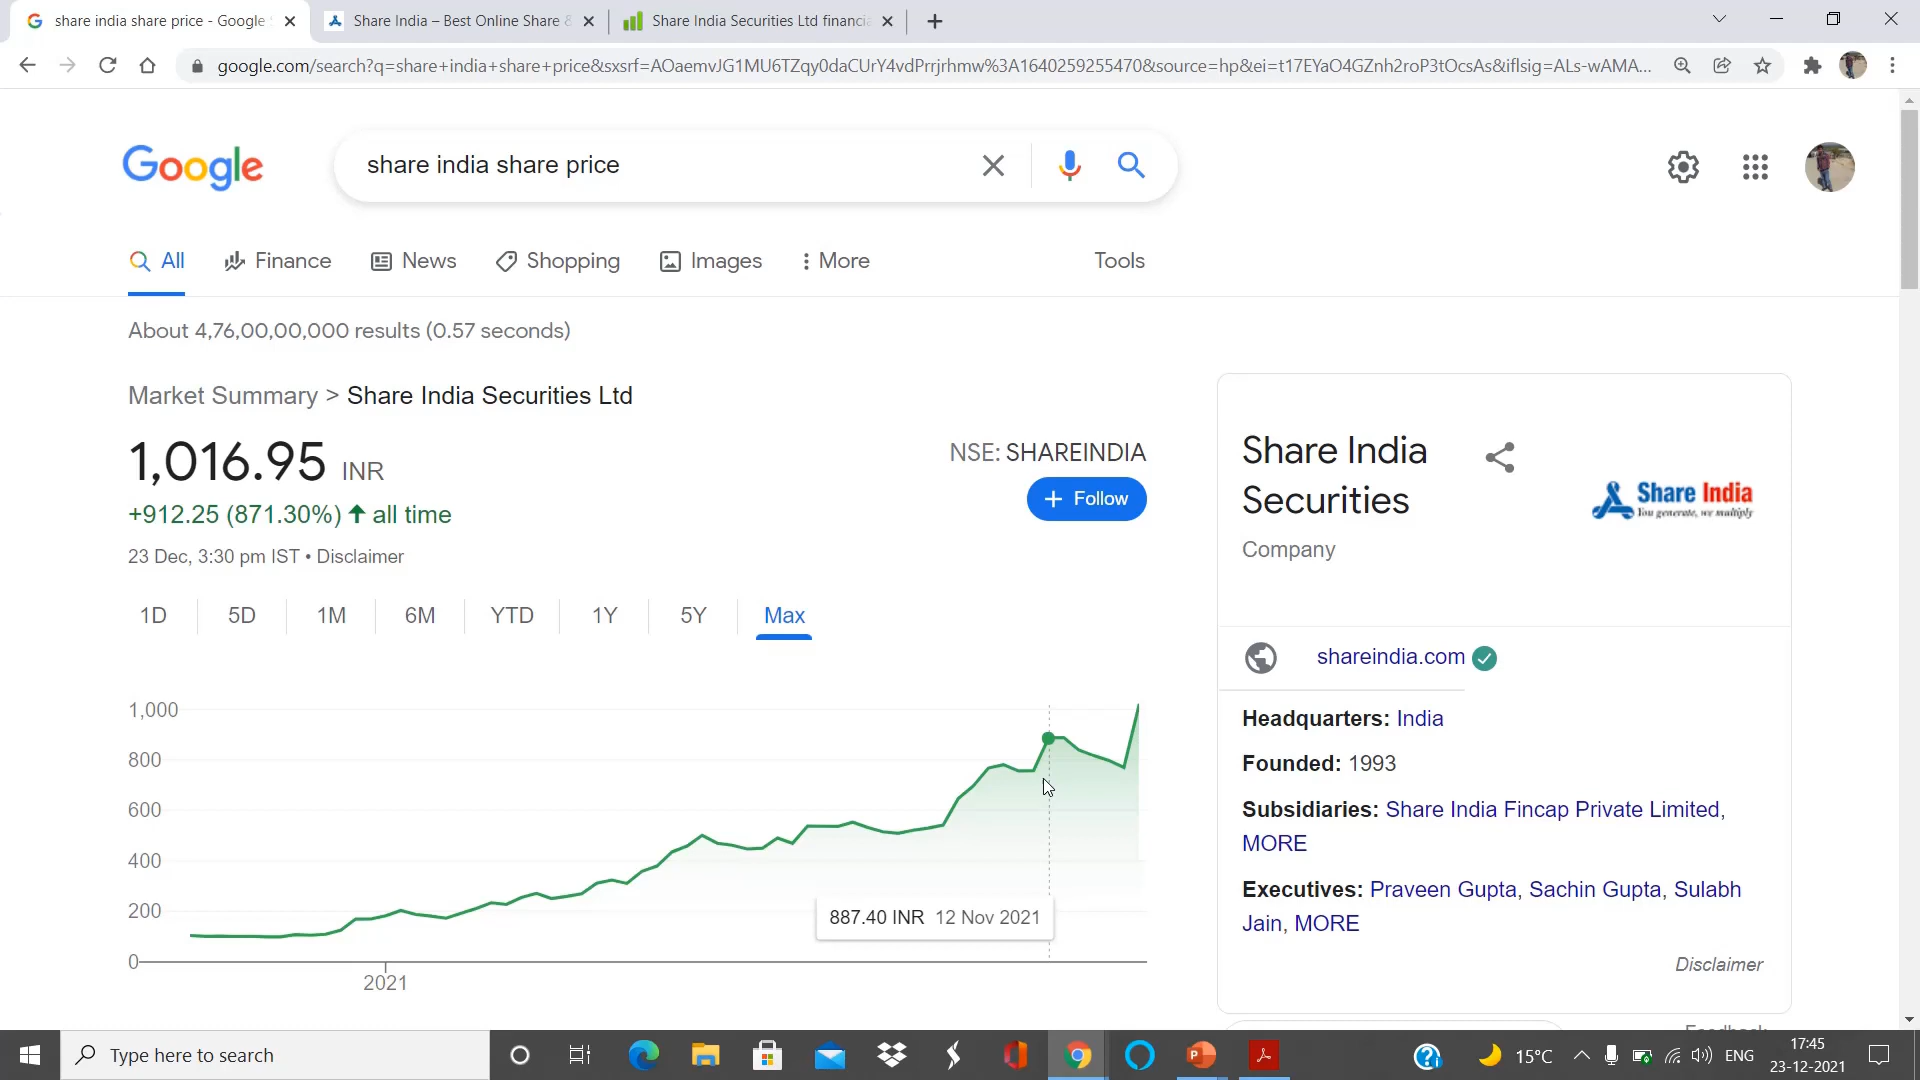 share india share price - Google
Share India – Best Online Share &
Share India Securities Ltd financia
google.com/search?q=share+india+share+price&sxsrf=AOaemvJG1MU6TZqy0daCUrY4vdPrrjrhmw%3A1640259255470&source=hp&ei=t17EYaO4GZnh2roP3tOcsAs&iflsig=ALs-wAMA...
Google
share india share price
All
Finance
News
Shopping
Images
More
Tools
About 4,76,00,00,000 results (0.57 seconds)
Market Summary > Share India Securities Ltd
1,016.95 INR
NSE: SHAREINDIA
+912.25 (871.30%) all time
+ Follow
23 Dec, 3:30 pm IST • Disclaimer
1D
5D
1M
6M
YTD
1Y
5Y
Max
1,000
800
600
400
200
0
887.40 INR 12 Nov 2021
2021
Share India
Securities
Company
Share India
You generate, we multiply
shareindia.com
Headquarters: India
Founded: 1993
Subsidiaries: Share India Fincap Private Limited,
MORE
Executives: Praveen Gupta, Sachin Gupta, Sulabh
Jain, MORE
Disclaimer
Feedback
Type here to search
15°C
ENG
17:45
23-12-2021